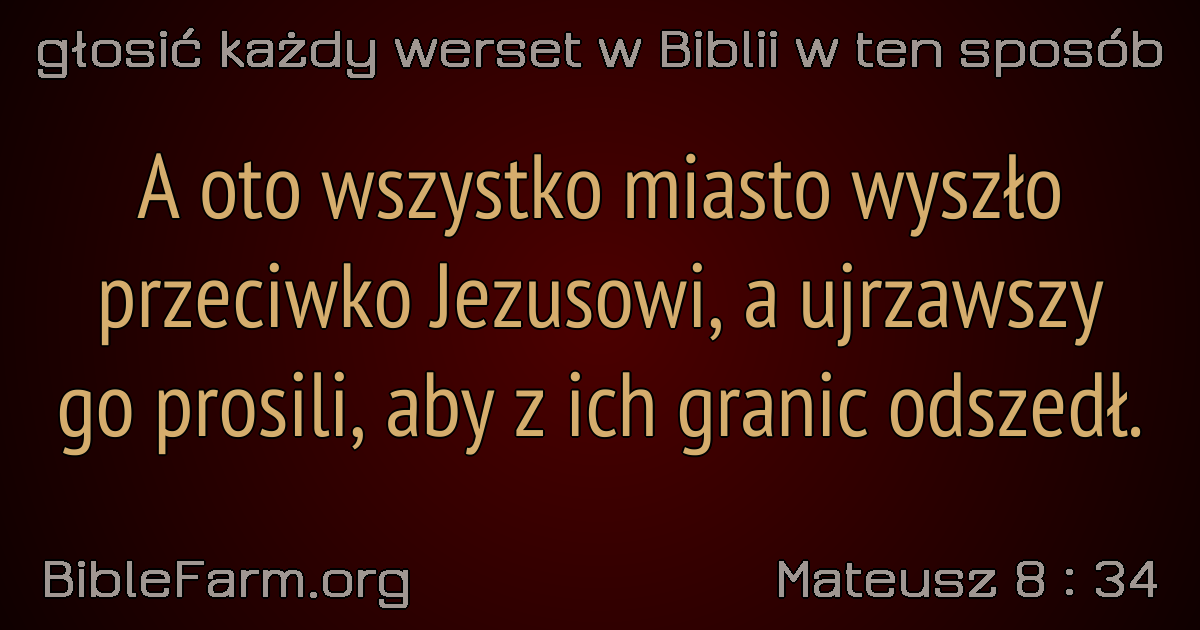 głosić każdy werset w Biblii w ten sposób
A oto wszystko miasto wyszło
przeciwko Jezusowi, a ujrzawszy
go prosili, aby z ich granic odszedł.
BibleFarm.org
Mateusz 8 : 34